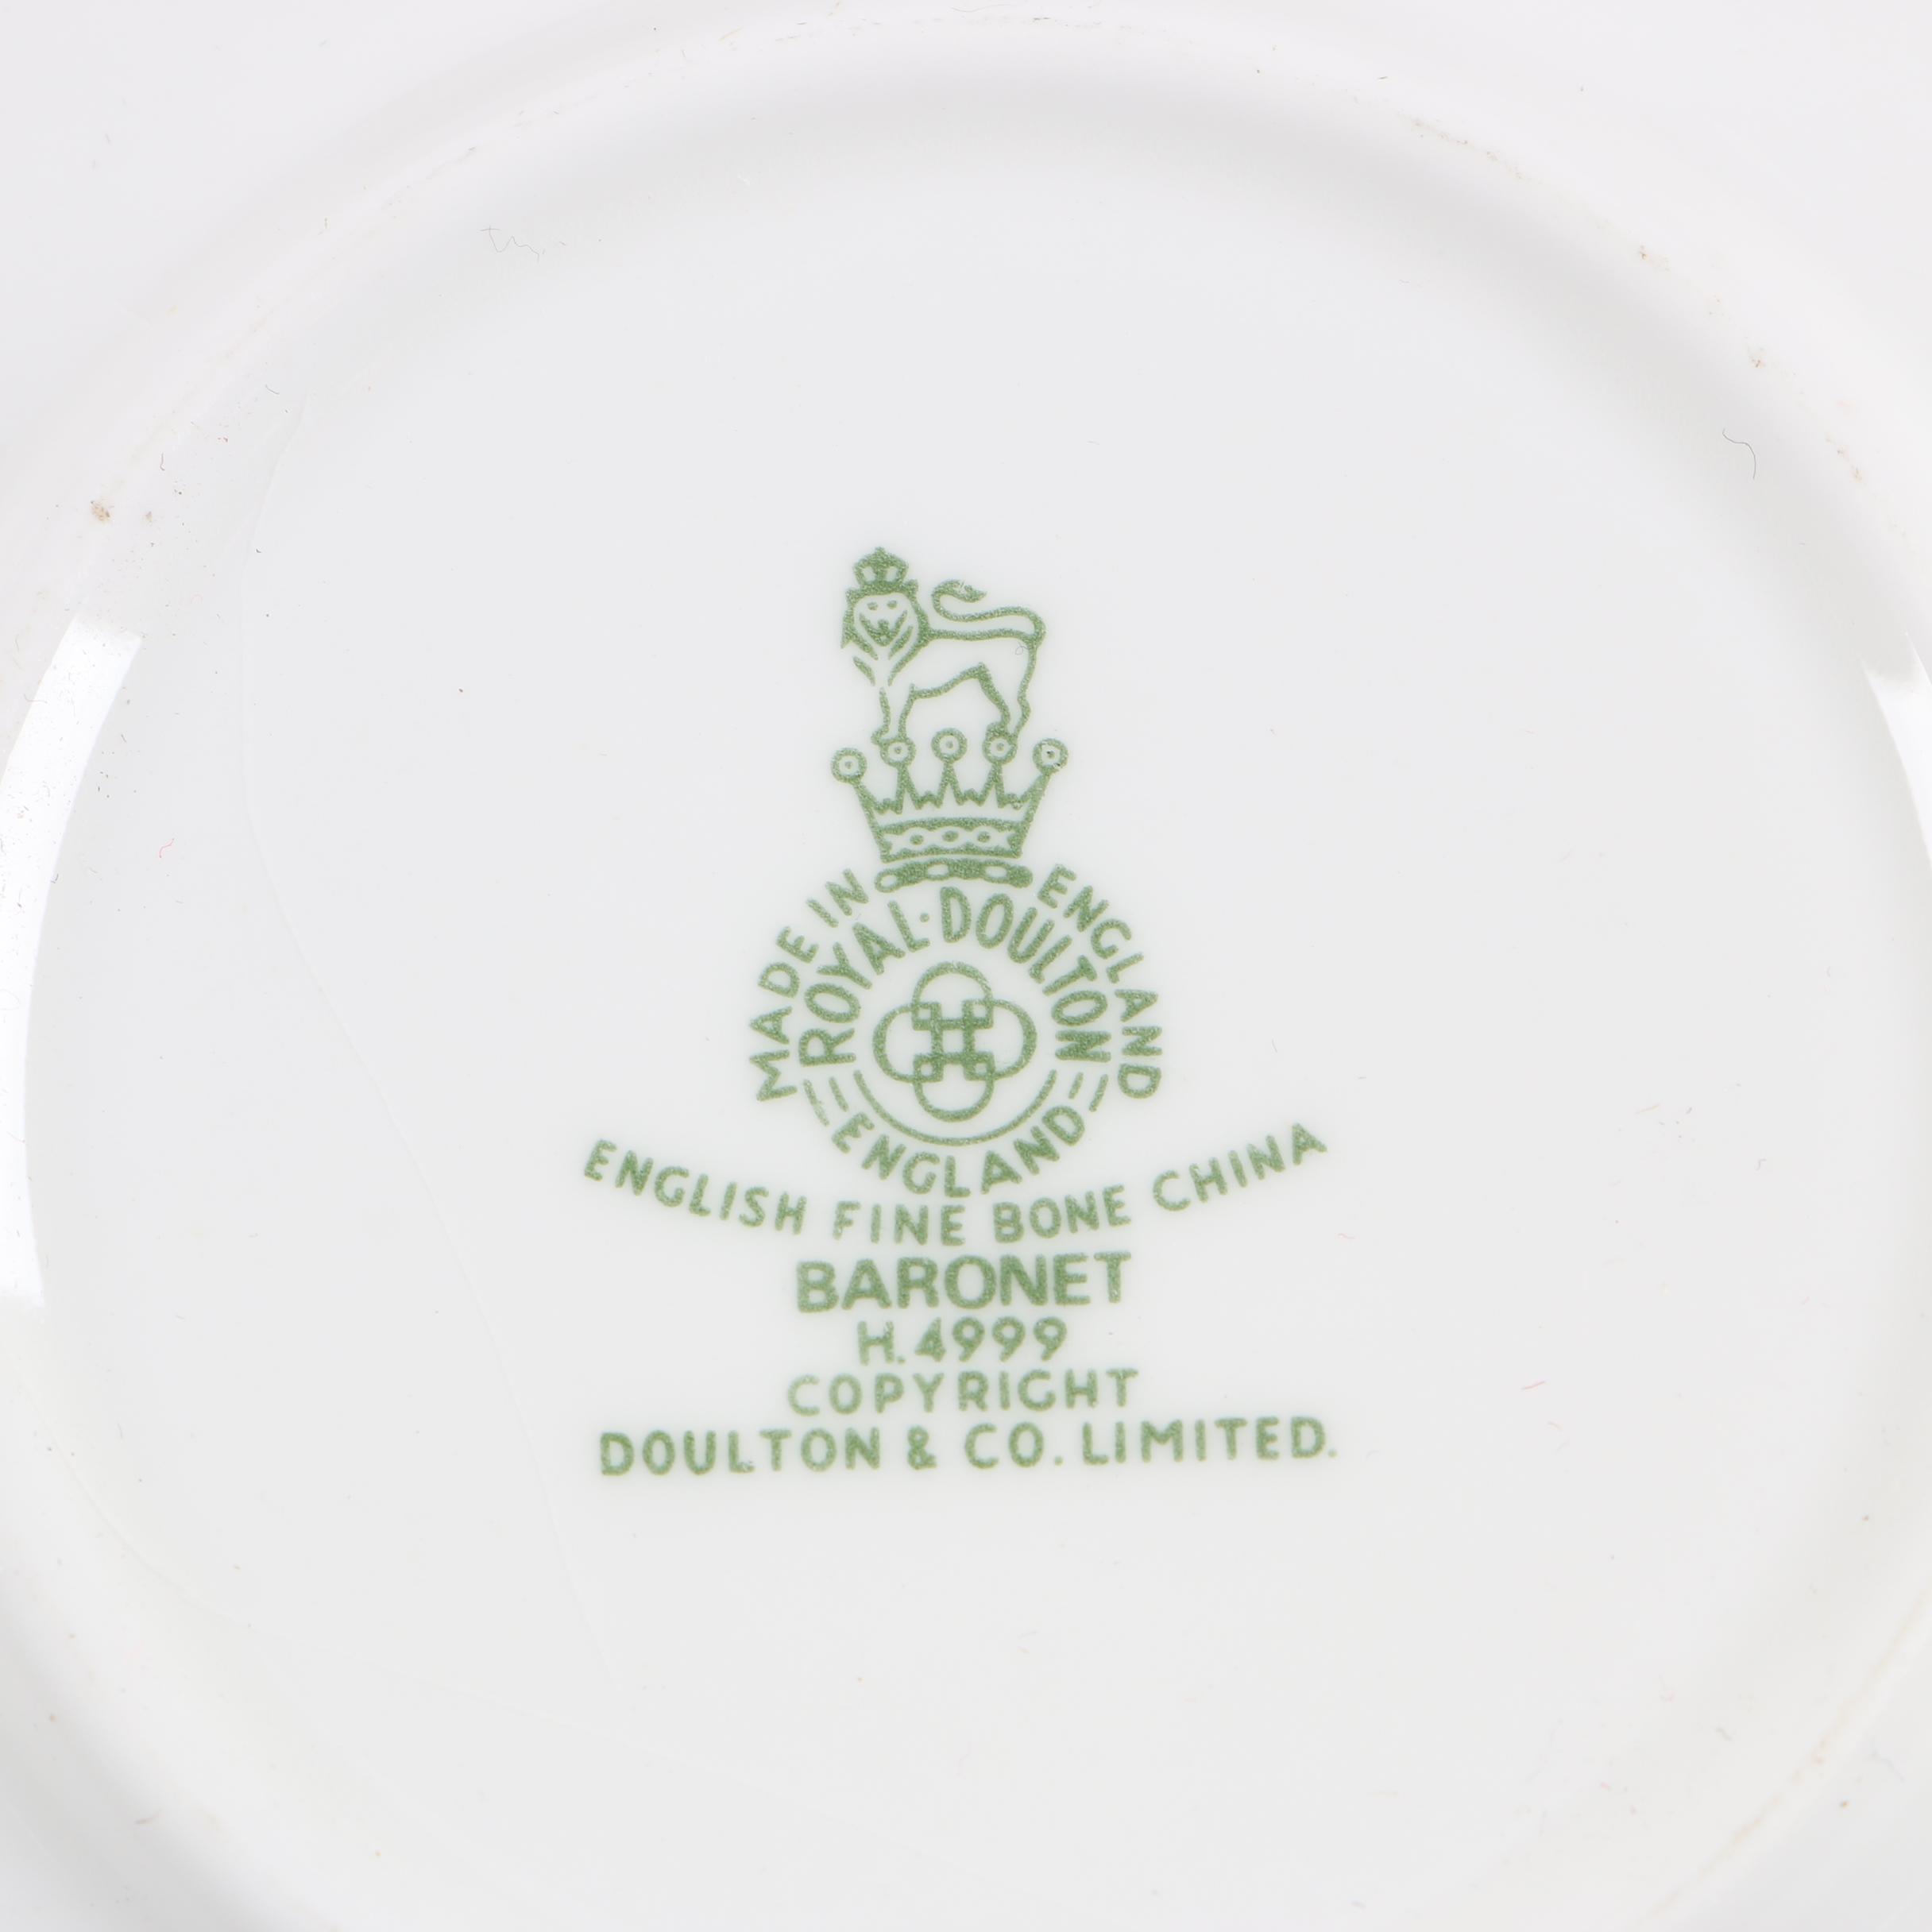 MADE IN ENGLAND
ROYAL·DOULTON
ENGLAND
ENGLISH FINE BONE CHINA
BARONET
H.4999
COPYRIGHT
DOULTON & CO. LIMITED.